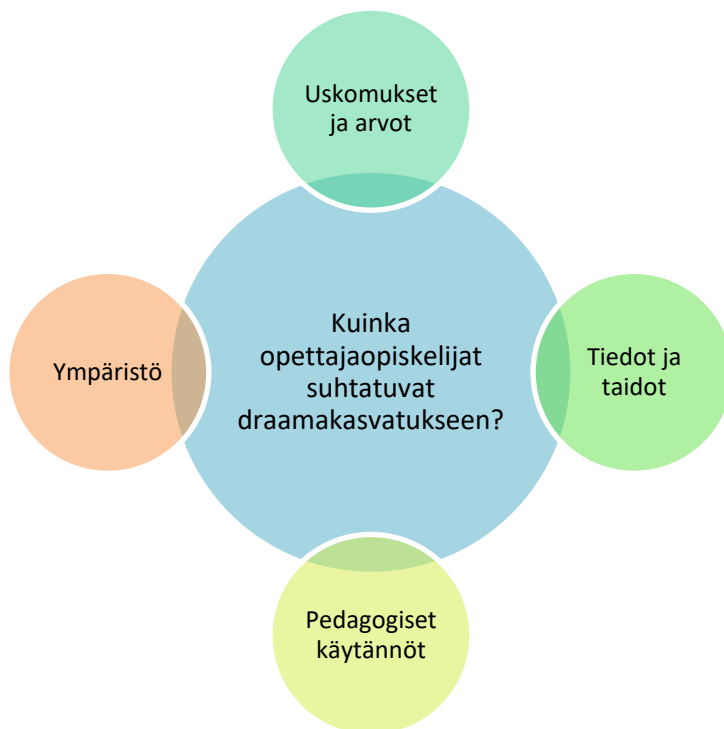 Uskomukset
ja arvot
Kuinka
opettajaopiskelijat
suhtatuvat
draamakasvatukseen?
Ympäristö
Tiedot ja
taidot
Pedagogiset
käytännöt